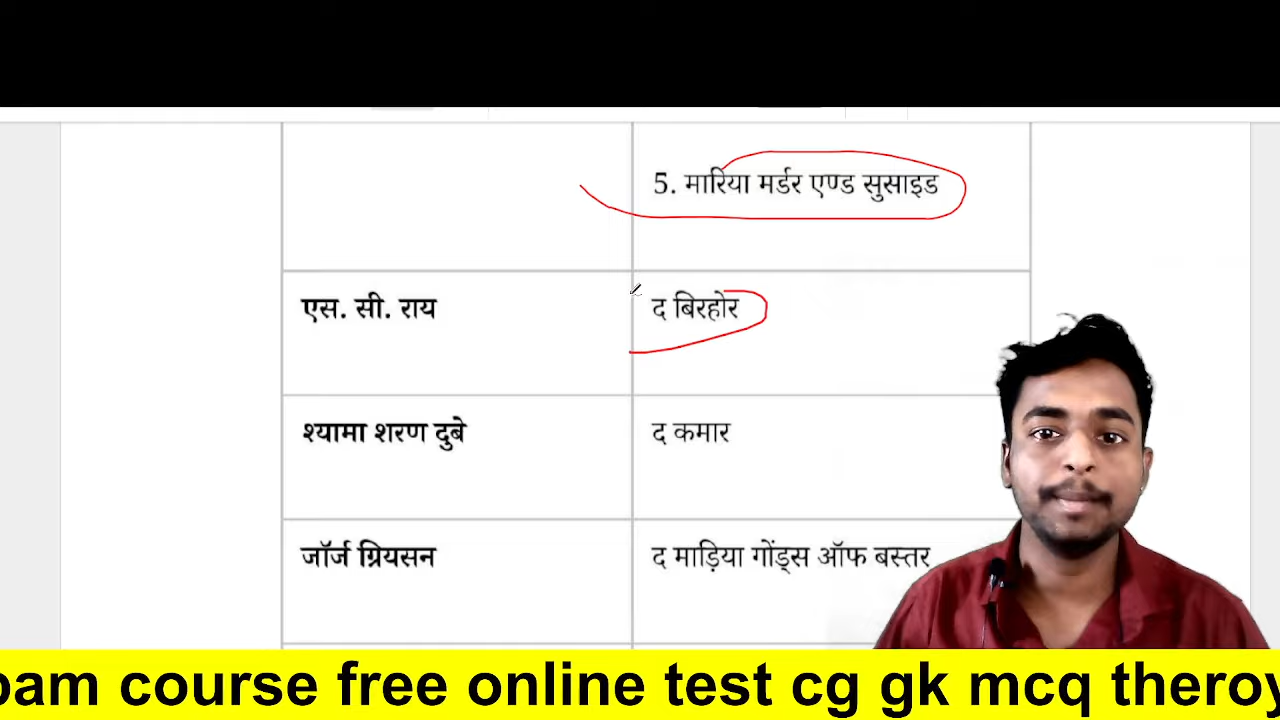 5. मारिया मर्डर एण्ड सुसाइड
एस. सी. राय
द बिरहोर
श्यामा शरण दुबे
द कमार
जॉर्ज ग्रियसन
द माड़िया गोंड्स ऑफ बस्तर
course free online test cg gk mcq theroy